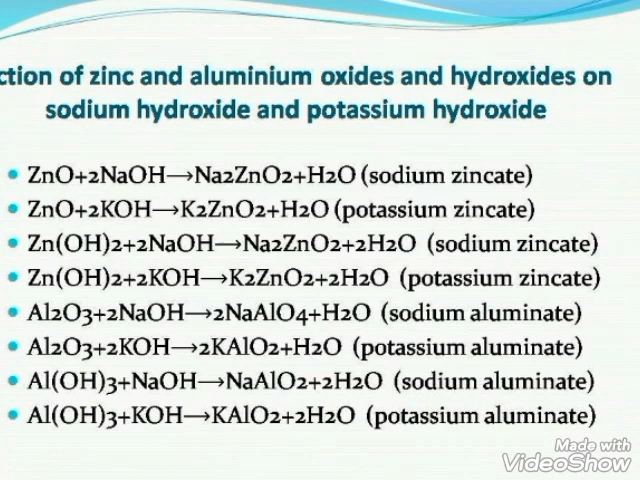 ction of zinc and aluminium oxides and hydroxides on
sodium hydroxide and potassium hydroxide
• ZnO+2NaOH→Na2ZnO2+H2O (sodium zincate)
• ZnO+2KOH→K2ZnO2+H2O (potassium zincate)
• Zn(OH)2+2NaOH→Na2ZnO2+2H2O (sodium zincate)
• Zn(OH)2+2KOH→K2ZnO2+2H2O (potassium zincate)
• Al2O3+2NaOH→2NaAlO4+H2O (sodium aluminate)
• Al2O3+2KOH→2KAlO2+H2O (potassium aluminate)
• Al(OH)3+NaOH→NaAlO2+2H2O (sodium aluminate)
• Al(OH)3+KOH→KAlO2+2H2O (potassium aluminate)
Made with
VideoShow